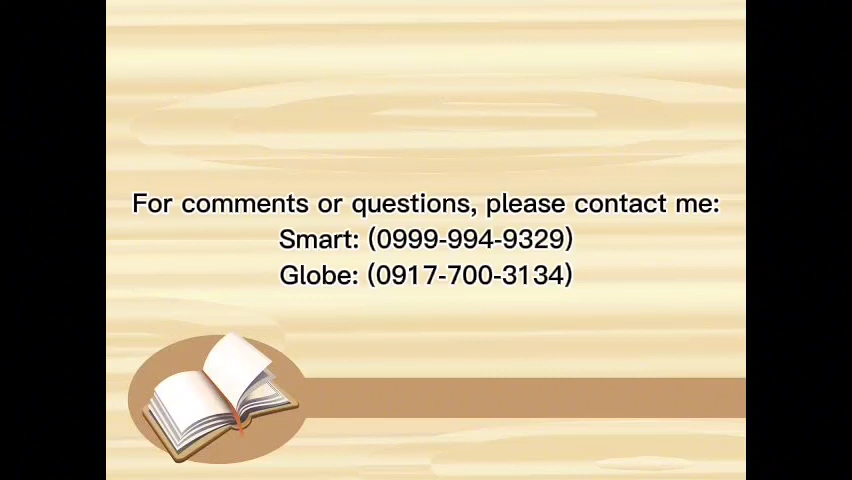 For comments or questions, please contact me:
Smart: (0999-994-9329)
Globe: (0917-700-3134)